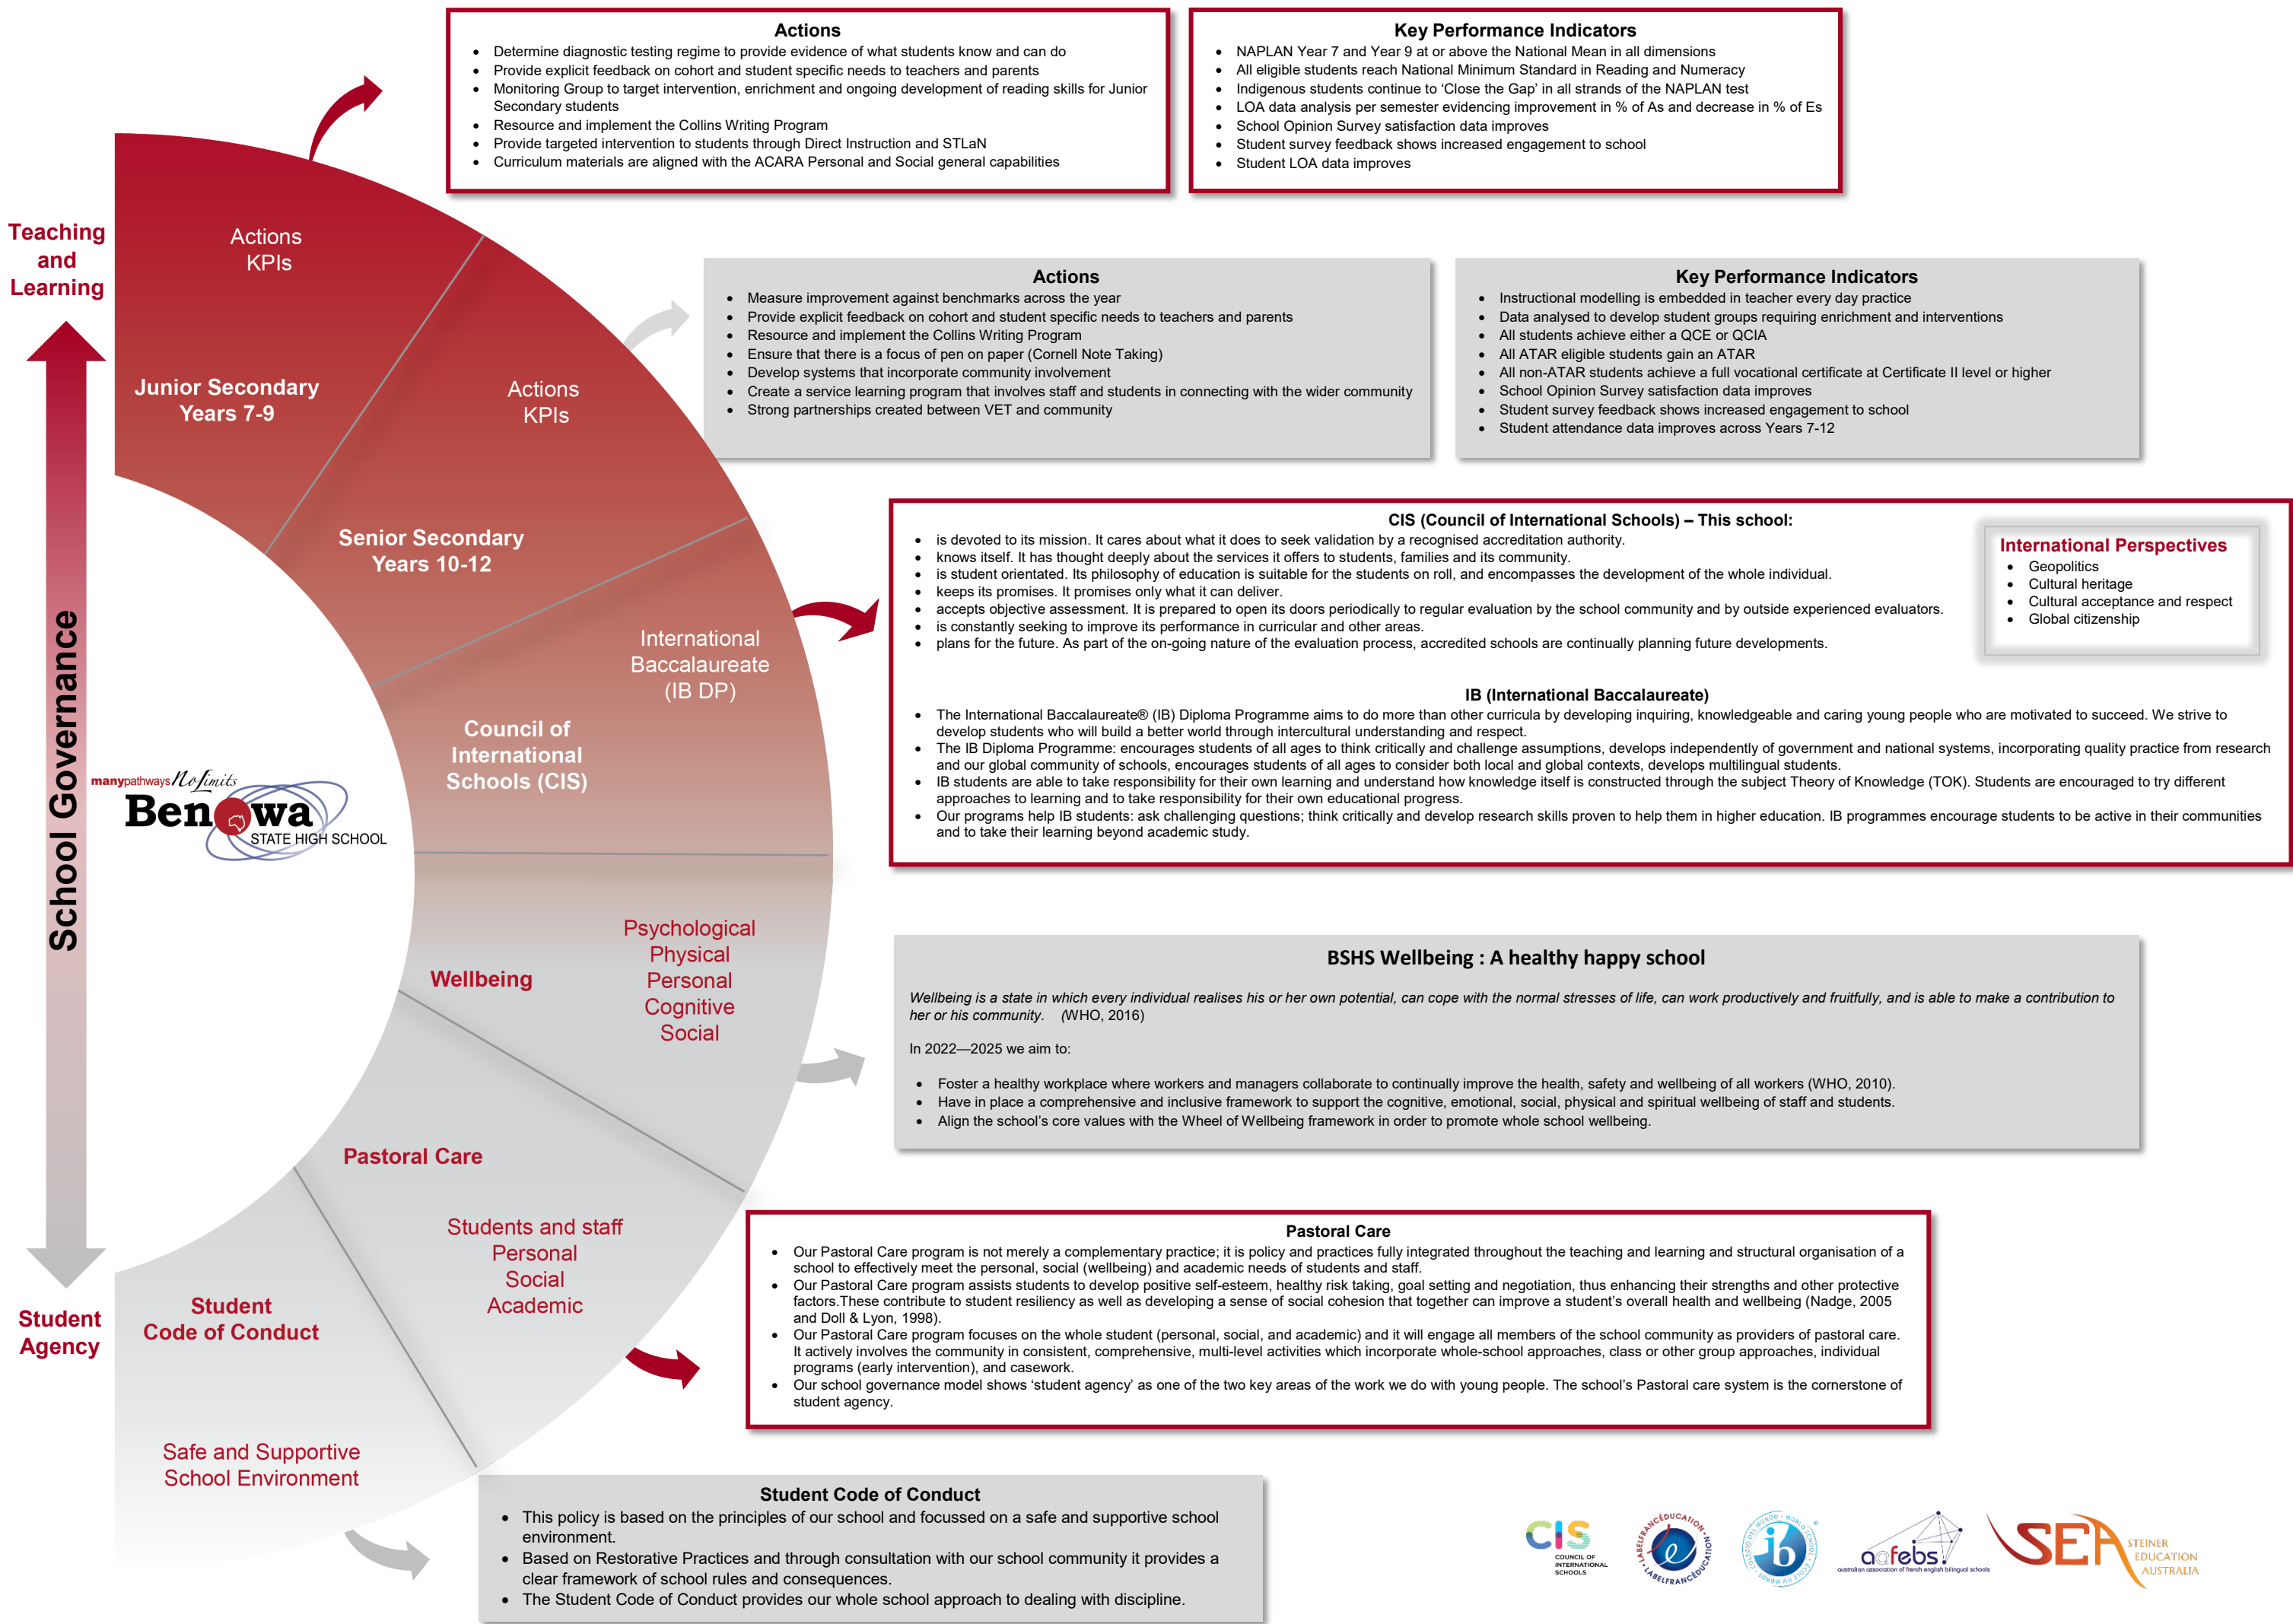 Actions
• Determine diagnostic testing regime to provide evidence of what students know and can do
• Provide explicit feedback on cohort and student specific needs to teachers and parents
• Monitoring Group to target intervention, enrichment and ongoing development of reading skills for Junior
Secondary students
• Resource and implement the Collins Writing Program
• Provide targeted intervention to students through Direct Instruction and STLaN
• Curriculum materials are aligned with the ACARA Personal and Social general capabilities
Key Performance Indicators
• NAPLAN Year 7 and Year 9 at or above the National Mean in all dimensions
• All eligible students reach National Minimum Standard in Reading and Numeracy
• Indigenous students continue to ‘Close the Gap’ in all strands of the NAPLAN test
• LOA data analysis per semester evidencing improvement in % of As and decrease in % of Es
• School Opinion Survey satisfaction data improves
• Student survey feedback shows increased engagement to school
• Student LOA data improves
Teaching
and
Learning
School Governance
Student
Agency
Actions
KPIs
Junior Secondary
Years 7-9
Actions
KPIs
Senior Secondary
Years 10-12
International
Baccalaureate
(IB DP)
Council of
International
Schools (CIS)
manypathways NoLimits
Benowa
STATE HIGH SCHOOL
Psychological
Physical
Personal
Cognitive
Social
Wellbeing
Pastoral Care
Students and staff
Personal
Social
Academic
Student
Code of Conduct
Safe and Supportive
School Environment
Actions
• Measure improvement against benchmarks across the year
• Provide explicit feedback on cohort and student specific needs to teachers and parents
• Resource and implement the Collins Writing Program
• Ensure that there is a focus of pen on paper (Cornell Note Taking)
• Develop systems that incorporate community involvement
• Create a service learning program that involves staff and students in connecting with the wider community
• Strong partnerships created between VET and community
Key Performance Indicators
• Instructional modelling is embedded in teacher every day practice
• Data analysed to develop student groups requiring enrichment and interventions
• All students achieve either a QCE or QCIA
• All ATAR eligible students gain an ATAR
• All non-ATAR students achieve a full vocational certificate at Certificate II level or higher
• School Opinion Survey satisfaction data improves
• Student survey feedback shows increased engagement to school
• Student attendance data improves across Years 7-12
CIS (Council of International Schools) – This school:
• is devoted to its mission. It cares about what it does to seek validation by a recognised accreditation authority.
• knows itself. It has thought deeply about the services it offers to students, families and its community.
• is student orientated. Its philosophy of education is suitable for the students on roll, and encompasses the development of the whole individual.
• keeps its promises. It promises only what it can deliver.
• accepts objective assessment. It is prepared to open its doors periodically to regular evaluation by the school community and by outside experienced evaluators.
• is constantly seeking to improve its performance in curricular and other areas.
• plans for the future. As part of the on-going nature of the evaluation process, accredited schools are continually planning future developments.
International Perspectives
• Geopolitics
• Cultural heritage
• Cultural acceptance and respect
• Global citizenship
IB (International Baccalaureate)
• The International Baccalaureate® (IB) Diploma Programme aims to do more than other curricula by developing inquiring, knowledgeable and caring young people who are motivated to succeed. We strive to
develop students who will build a better world through intercultural understanding and respect.
• The IB Diploma Programme: encourages students of all ages to think critically and challenge assumptions, develops independently of government and national systems, incorporating quality practice from research
and our global community of schools, encourages students of all ages to consider both local and global contexts, develops multilingual students.
• IB students are able to take responsibility for their own learning and understand how knowledge itself is constructed through the subject Theory of Knowledge (TOK). Students are encouraged to try different
approaches to learning and to take responsibility for their own educational progress.
• Our programs help IB students: ask challenging questions; think critically and develop research skills proven to help them in higher education. IB programmes encourage students to be active in their communities
and to take their learning beyond academic study.
BSHS Wellbeing : A healthy happy school
Wellbeing is a state in which every individual realises his or her own potential, can cope with the normal stresses of life, can work productively and fruitfully, and is able to make a contribution to
her or his community. (WHO, 2016)
In 2022—2025 we aim to:
• Foster a healthy workplace where workers and managers collaborate to continually improve the health, safety and wellbeing of all workers (WHO, 2010).
• Have in place a comprehensive and inclusive framework to support the cognitive, emotional, social, physical and spiritual wellbeing of staff and students.
• Align the school’s core values with the Wheel of Wellbeing framework in order to promote whole school wellbeing.
Pastoral Care
• Our Pastoral Care program is not merely a complementary practice; it is policy and practices fully integrated throughout the teaching and learning and structural organisation of a
school to effectively meet the personal, social (wellbeing) and academic needs of students and staff.
• Our Pastoral Care program assists students to develop positive self-esteem, healthy risk taking, goal setting and negotiation, thus enhancing their strengths and other protective
factors.These contribute to student resiliency as well as developing a sense of social cohesion that together can improve a student’s overall health and wellbeing (Nadge, 2005
and Doll & Lyon, 1998).
• Our Pastoral Care program focuses on the whole student (personal, social, and academic) and it will engage all members of the school community as providers of pastoral care.
It actively involves the community in consistent, comprehensive, multi-level activities which incorporate whole-school approaches, class or other group approaches, individual
programs (early intervention), and casework.
• Our school governance model shows ‘student agency’ as one of the two key areas of the work we do with young people. The school’s Pastoral care system is the cornerstone of
student agency.
Student Code of Conduct
• This policy is based on the principles of our school and focussed on a safe and supportive school
environment.
• Based on Restorative Practices and through consultation with our school community it provides a
clear framework of school rules and consequences.
• The Student Code of Conduct provides our whole school approach to dealing with discipline.
CIS
COUNCIL OF
INTERNATIONAL
SCHOOLS
LABELFRANCÉDUCATION • LABELFRANCÉDUCATION
e
ib
WORLD SCHOOL • ÉCOLE DU MONDE • COLEGIO DEL MUNDO
aafebs
australian association of french english bilingual schools
SEA
STEINER
EDUCATION
AUSTRALIA